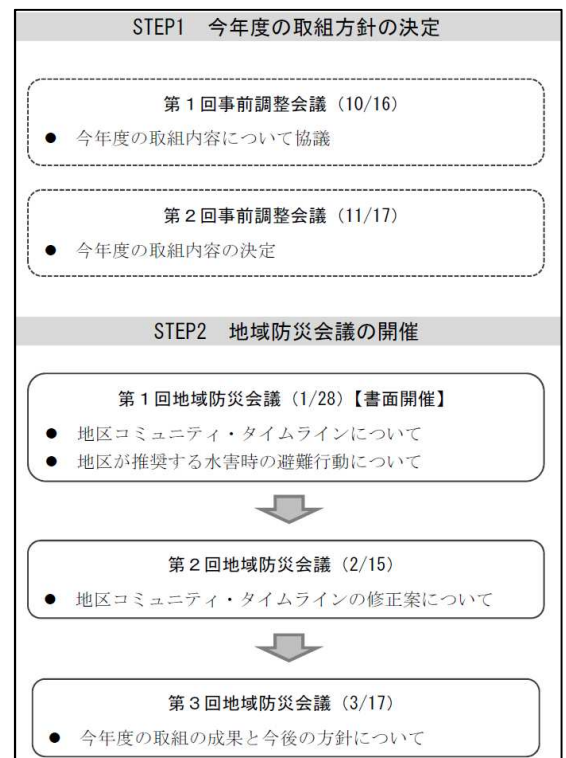 STEP1　今年度の取組方針の決定
第１回事前調整会議（10/16）
● 今年度の取組内容について協議
第２回事前調整会議（11/17）
● 今年度の取組内容の決定
STEP2　地域防災会議の開催
第１回地域防災会議（1/28）【書面開催】
● 地区コミュニティ・タイムラインについて
● 地区が推奨する水害時の避難行動について
第２回地域防災会議（2/15）
● 地区コミュニティ・タイムラインの修正案について
第３回地域防災会議（3/17）
● 今年度の取組の成果と今後の方針について